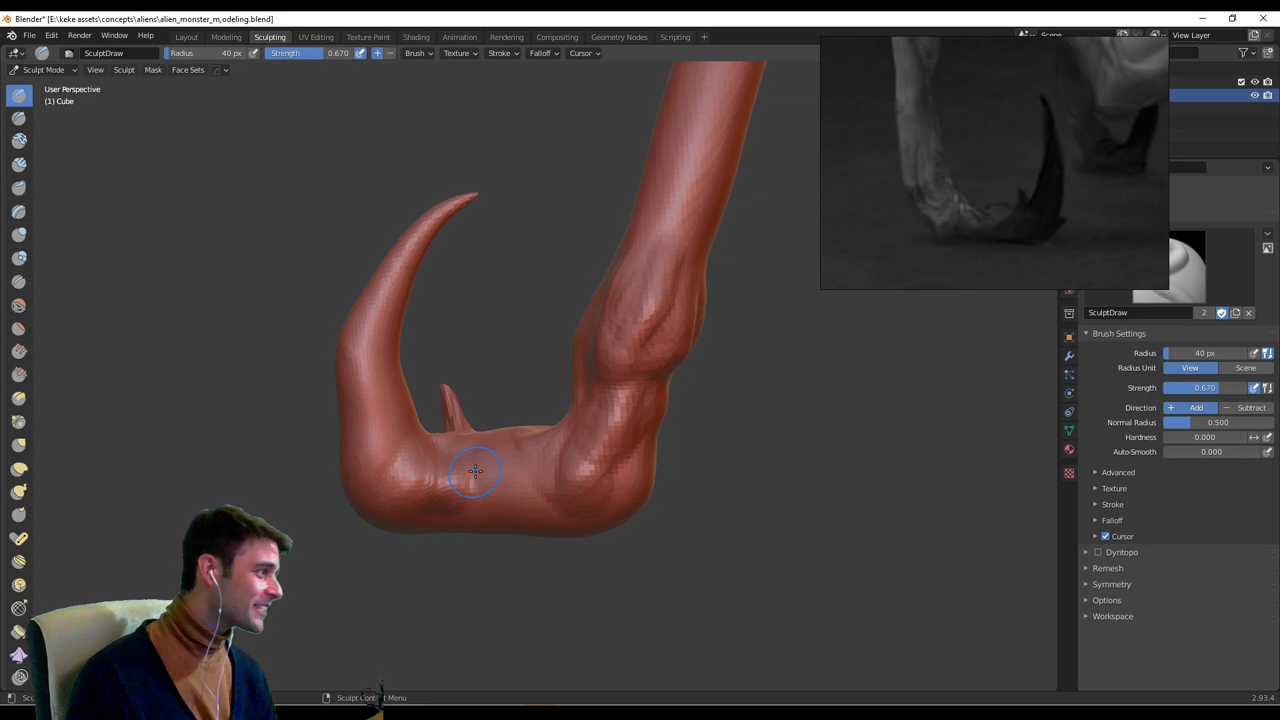 Blender* [E:\keke assets\concepts\aliens\alien_monster_m,odeling.blend]
File Edit Render Window Help Layout Modeling Sculpting UV Editing Texture Paint Shading Animation Rendering Compositing Geometry Nodes Scripting + Scene View Layer
SculptDraw Radius 40 px Strength 0.670 + − Brush Texture Stroke Falloff Cursor
Sculpt Mode View Sculpt Mask Face Sets
User Perspective
(1) Cube
SculptDraw 2
Brush Settings
Radius 40 px
Radius Unit View Scene
Strength 0.670
Direction + Add − Subtract
Normal Radius 0.500
Hardness 0.000
Auto-Smooth 0.000
Advanced
Texture
Stroke
Falloff
Cursor
Dyntopo
Remesh
Symmetry
Options
Workspace
Sculpt Context Menu 2.93.4